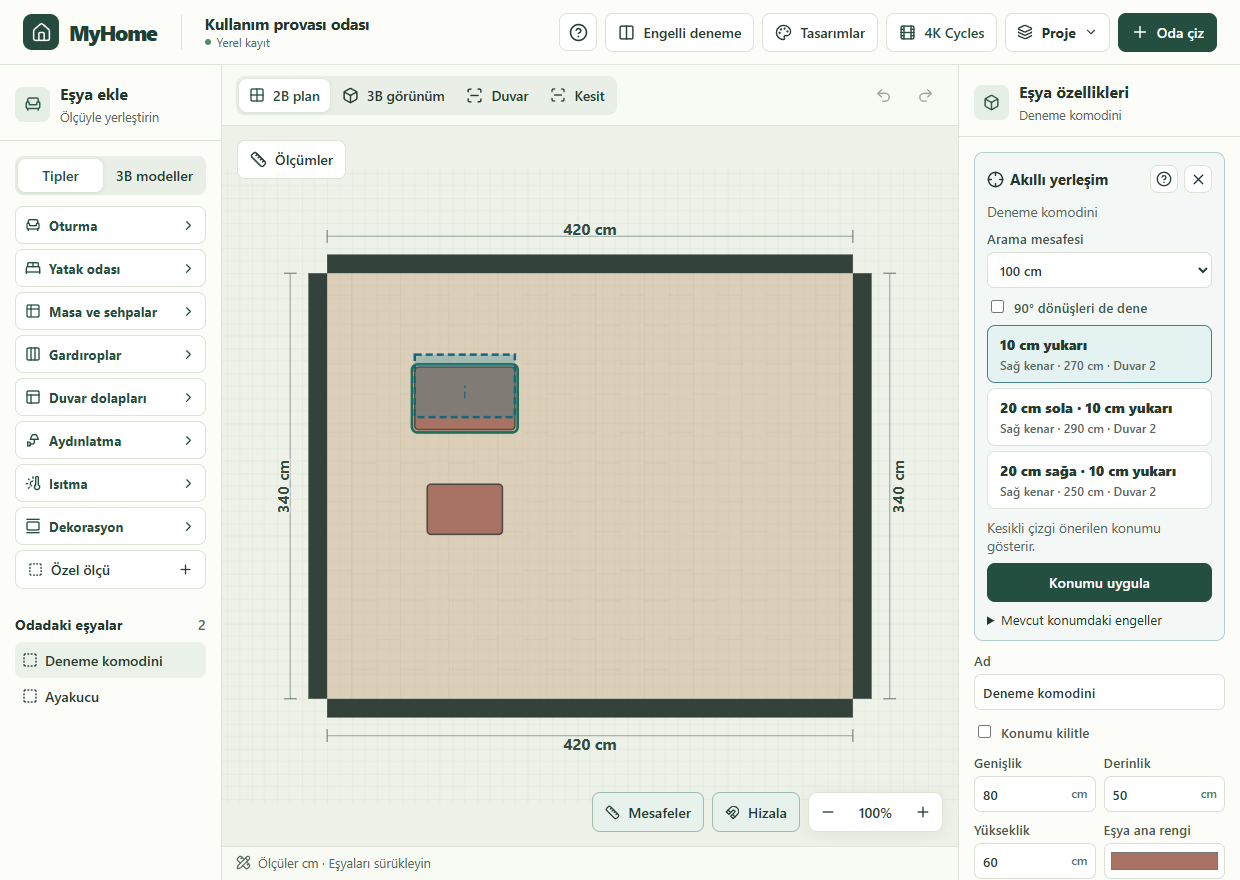 MyHome
Kullanım provası odası
Yerel kayıt
Engelli deneme
Tasarımlar
4K Cycles
Proje
Oda çiz
Eşya ekle
Ölçüyle yerleştirin
Tipler
3B modeller
Oturma
Yatak odası
Masa ve sehpalar
Gardıroplar
Duvar dolapları
Aydınlatma
Isıtma
Dekorasyon
Özel ölçü
Odadaki eşyalar
2
Deneme komodini
Ayakucu
2B plan
3B görünüm
Duvar
Kesit
Ölçümler
420 cm
340 cm
340 cm
420 cm
Mesafeler
Hizala
100%
Ölçüler cm · Eşyaları sürükleyin
Eşya özellikleri
Deneme komodini
Akıllı yerleşim
Deneme komodini
Arama mesafesi
100 cm
90° dönüşleri de dene
10 cm yukarı
Sağ kenar · 270 cm · Duvar 2
20 cm sola · 10 cm yukarı
Sağ kenar · 290 cm · Duvar 2
20 cm sağa · 10 cm yukarı
Sağ kenar · 250 cm · Duvar 2
Kesikli çizgi önerilen konumu
gösterir.
Konumu uygula
Mevcut konumdaki engeller
Ad
Deneme komodini
Konumu kilitle
Genişlik
Derinlik
80 cm
50 cm
Yükseklik
Eşya ana rengi
60 cm